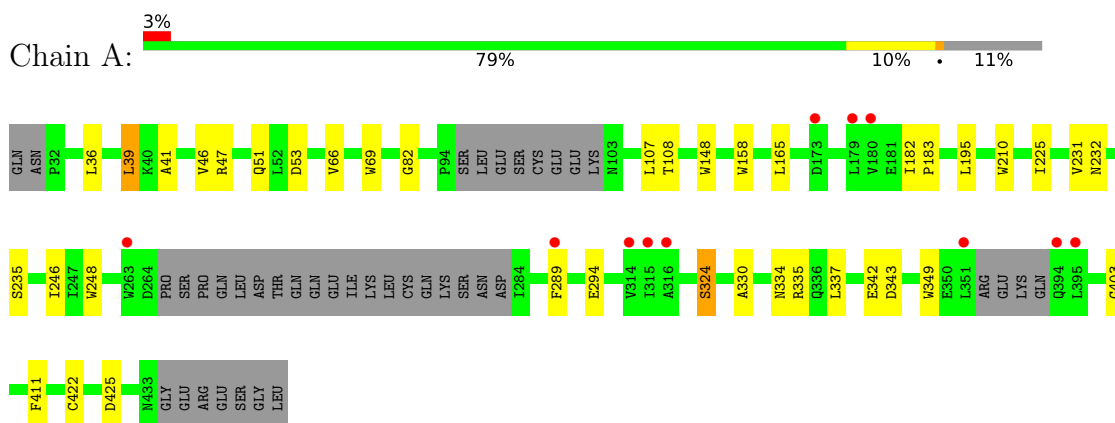 3%
Chain A:
79% 10% • 11%
GLN ASN P32 L36 L39 K40 A41 V46 R47 Q51 L52 D53 V66 W69 G82 P94 SER LEU GLU SER CYS GLU GLU LYS N103 L107 T108 W148 W158 L165 D173 L179 V180 E181 I182 P183 L195 W210 I225 V231 N232
S235 I246 I247 W248 W263 D264 PRO SER PRO GLN LEU ASP THR GLN GLN GLU ILE LYS LEU CYS GLN LYS SER ASN ASP I284 F289 E294 V314 I315 A316 S324 A330 N334 R335 Q336 L337 E342 D343 W349 E350 L351 ARG GLU LYS GLN Q394 L395
F411 C422 D425 N433 GLY GLU ARG GLU SER GLY LEU